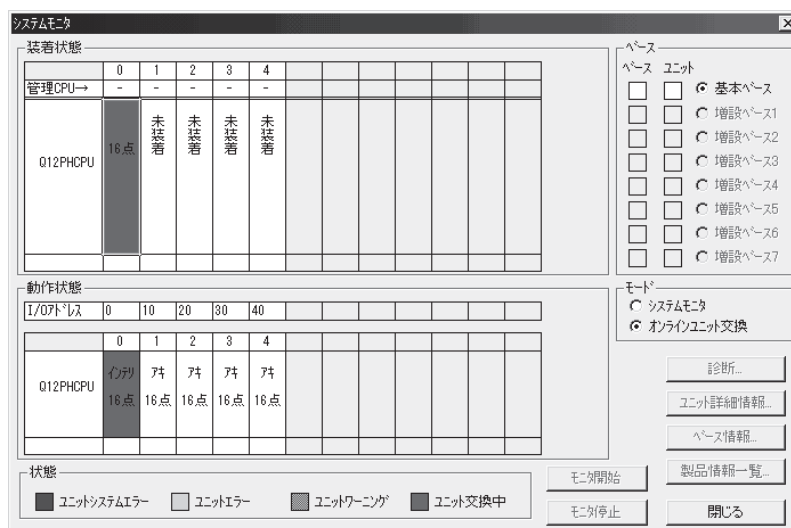 システムモニタ
装着状態
0 1 2 3 4
管理CPU→ - - - - -
Q12PHCPU 16点 未装着 未装着 未装着 未装着
ベース
ベース ユニット
基本ベース
増設ベース1
増設ベース2
増設ベース3
増設ベース4
増設ベース5
増設ベース6
増設ベース7
動作状態
I/Oアドレス 0 10 20 30 40
0 1 2 3 4
Q12PHCPU インテリ アキ アキ アキ アキ
16点 16点 16点 16点 16点
モード
システムモニタ
オンラインユニット交換
診断...
ユニット詳細情報...
ベース情報...
製品情報一覧...
状態
ユニットシステムエラー ユニットエラー ユニットワーニング ユニット交換中
モニタ開始
モニタ停止
閉じる